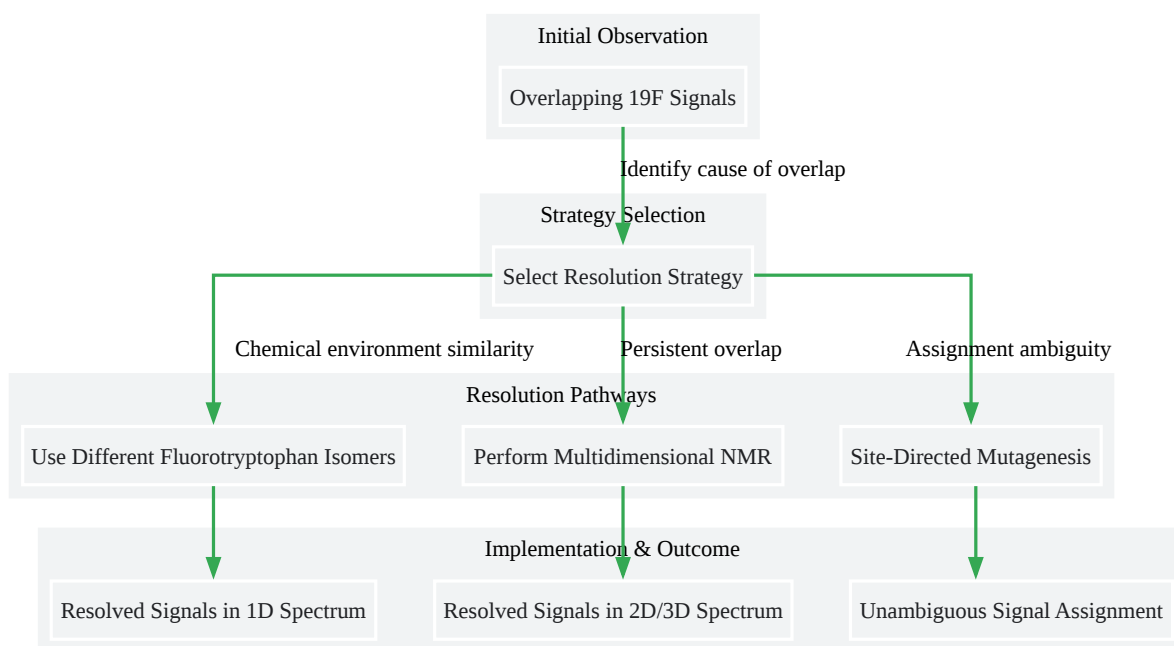 Initial Observation
Overlapping 19F Signals
Identify cause of overlap
Strategy Selection
Select Resolution Strategy
Chemical environment similarity
Persistent overlap
Assignment ambiguity
Resolution Pathways
Use Different Fluorotryptophan Isomers
Perform Multidimensional NMR
Site-Directed Mutagenesis
Implementation & Outcome
Resolved Signals in 1D Spectrum
Resolved Signals in 2D/3D Spectrum
Unambiguous Signal Assignment